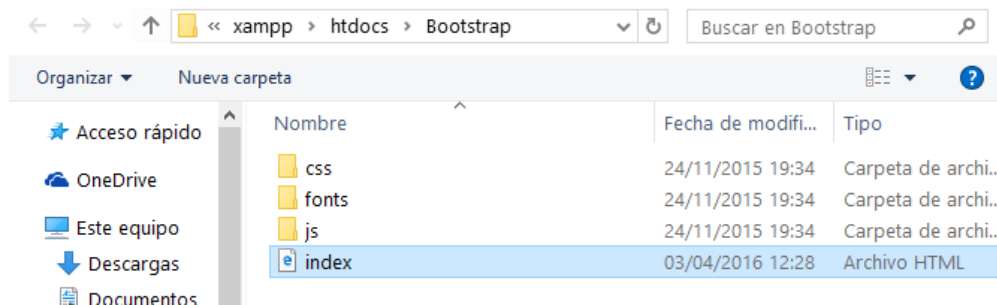 « xampp > htdocs > Bootstrap Buscar en Bootstrap
Organizar Nueva carpeta ?
Acceso rápido
OneDrive
Este equipo
Descargas
Documentos
Nombre Fecha de modifi... Tipo
css 24/11/2015 19:34 Carpeta de archi...
fonts 24/11/2015 19:34 Carpeta de archi...
js 24/11/2015 19:34 Carpeta de archi...
index 03/04/2016 12:28 Archivo HTML